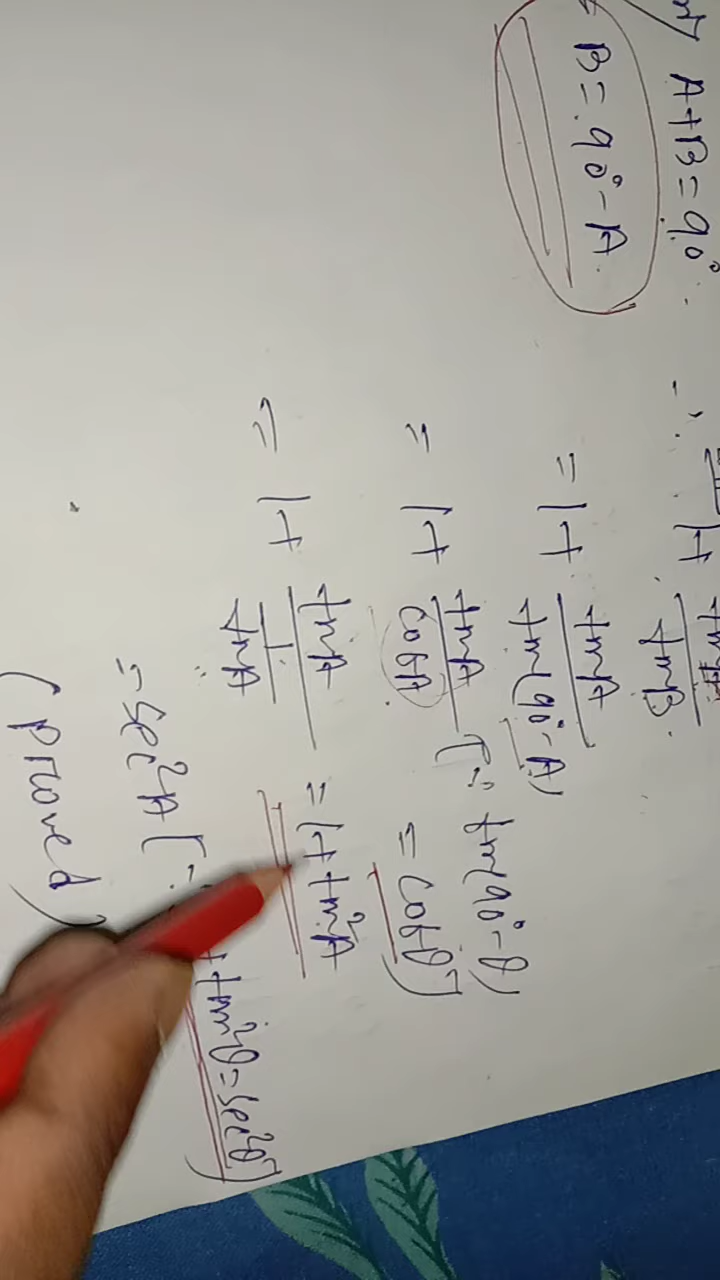 A+B=90°
= B=90°-A.
∴ 1+ tanA/tanB.
= 1+ tanA/tan(90°-A)
= 1+ tanA/cotA [∵ tan(90°-θ)
= cotθ]
= 1+ tanA/(1/tanA) = 1+tan²A
= sec²A [ +tan²θ=sec²θ]
(proved)